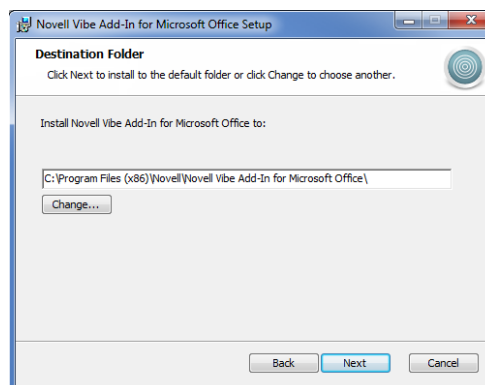 Novell Vibe Add-In for Microsoft Office Setup
Destination Folder
Click Next to install to the default folder or click Change to choose another.
Install Novell Vibe Add-In for Microsoft Office to:
C:\Program Files (x86)\Novell\Novell Vibe Add-In for Microsoft Office\
Change...
Back Next Cancel